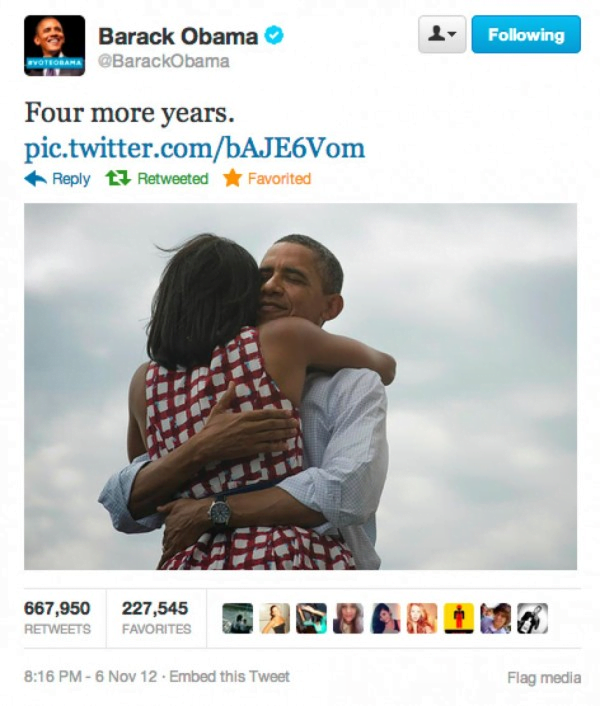 Barack Obama
@BarackObama
Following
#VOTEOBAMA
Four more years.
pic.twitter.com/bAJE6Vom
Reply Retweeted Favorited
667,950 227,545
RETWEETS FAVORITES
8:16 PM - 6 Nov 12 · Embed this Tweet Flag media